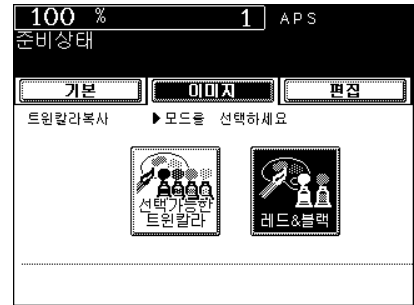 100 % 1 APS
준비상태
기본 이미지 편집
트윈칼라복사 ▶모드를 선택하세요
선택가능한
트윈칼라
레드&블랙